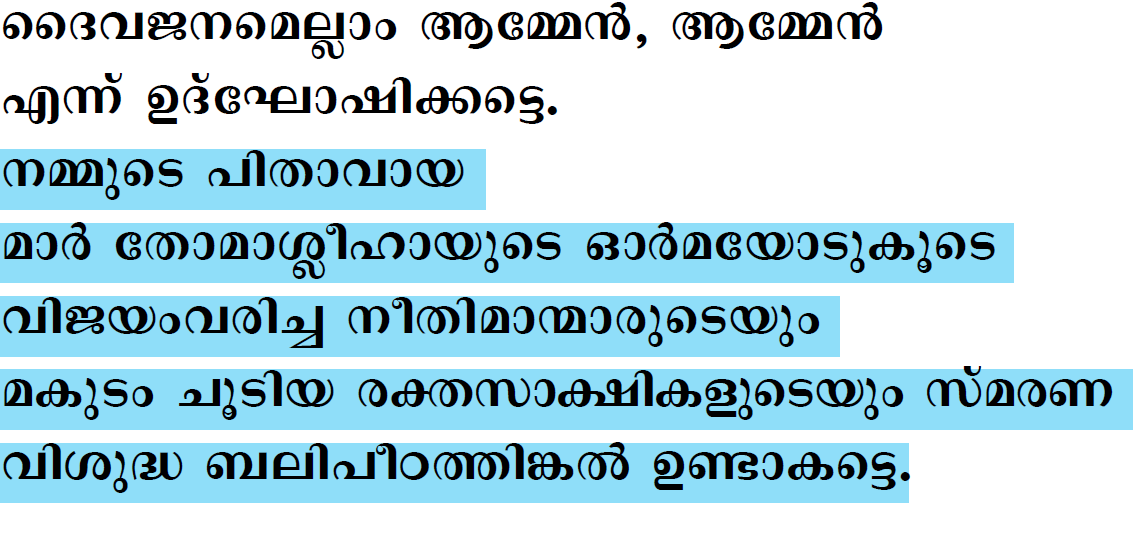 ദൈവജനമെല്ലാം ആമ്മേൻ, ആമ്മേൻ
എന്ന് ഉദ്ഘോഷിക്കട്ടെ.
നമ്മുടെ പിതാവായ
മാർ തോമാശ്ലീഹായുടെ ഓർമയോടുകൂടെ
വിജയംവരിച്ച നീതിമാന്മാരുടെയും
മകുടം ചൂടിയ രക്തസാക്ഷികളുടെയും സ്മരണ
വിശുദ്ധ ബലിപീഠത്തിങ്കൽ ഉണ്ടാകട്ടെ.